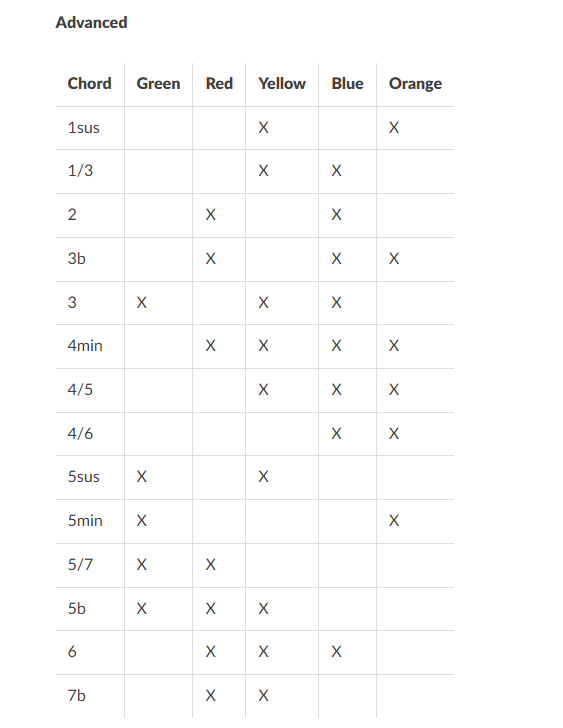 Advanced
Chord Green Red Yellow Blue Orange
1sus X X
1/3 X X
2 X X
3b X X X
3 X X X
4min X X X X
4/5 X X X
4/6 X X
5sus X X
5min X X
5/7 X X
5b X X X
6 X X X
7b X X